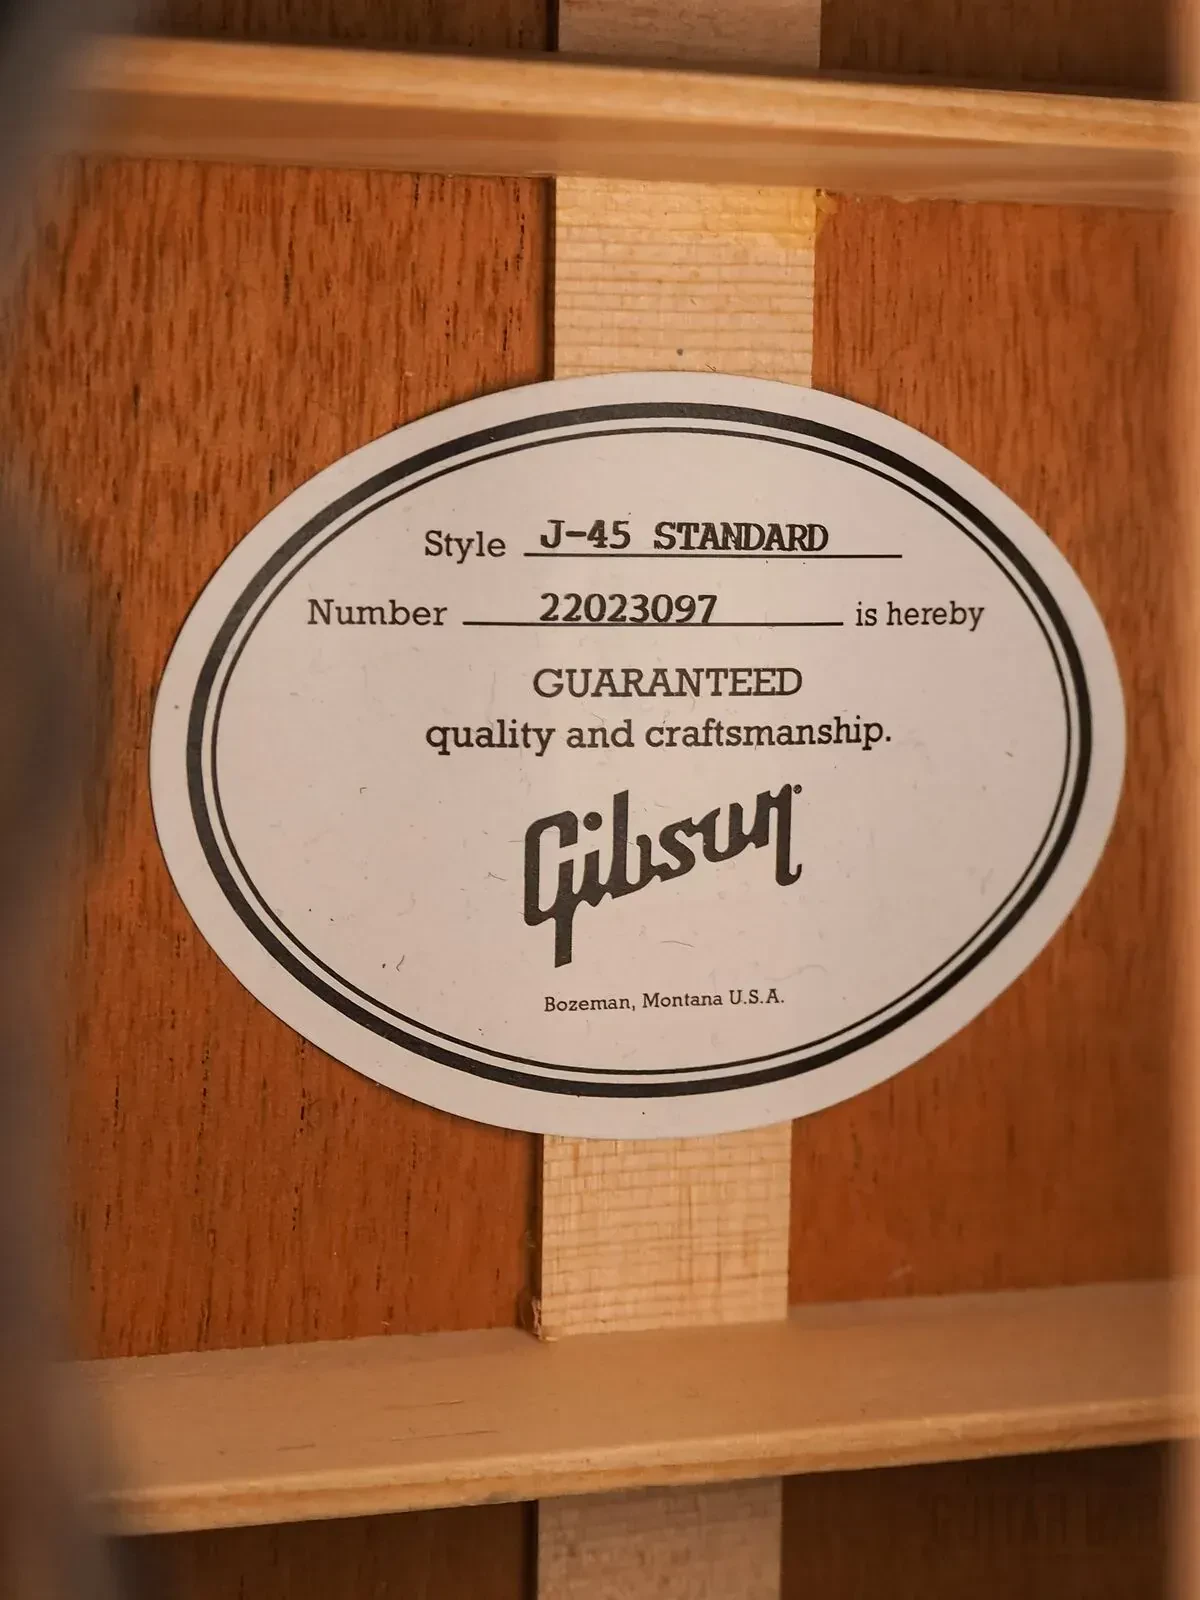 Style J-45 STANDARD
Number 22023097 is hereby
GUARANTEED
quality and craftsmanship.
Gibson
Bozeman, Montana U.S.A.